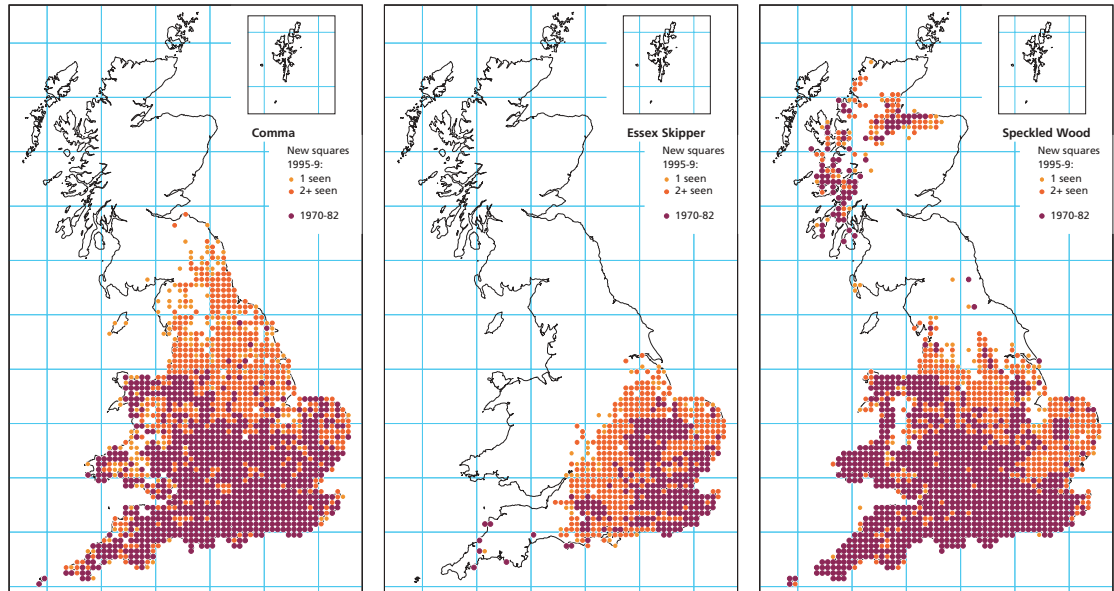 Comma
New squares
1995-9:
1 seen
2+ seen
1970-82
Essex Skipper
New squares
1995-9:
1 seen
2+ seen
1970-82
Speckled Wood
New squares
1995-9:
1 seen
2+ seen
1970-82